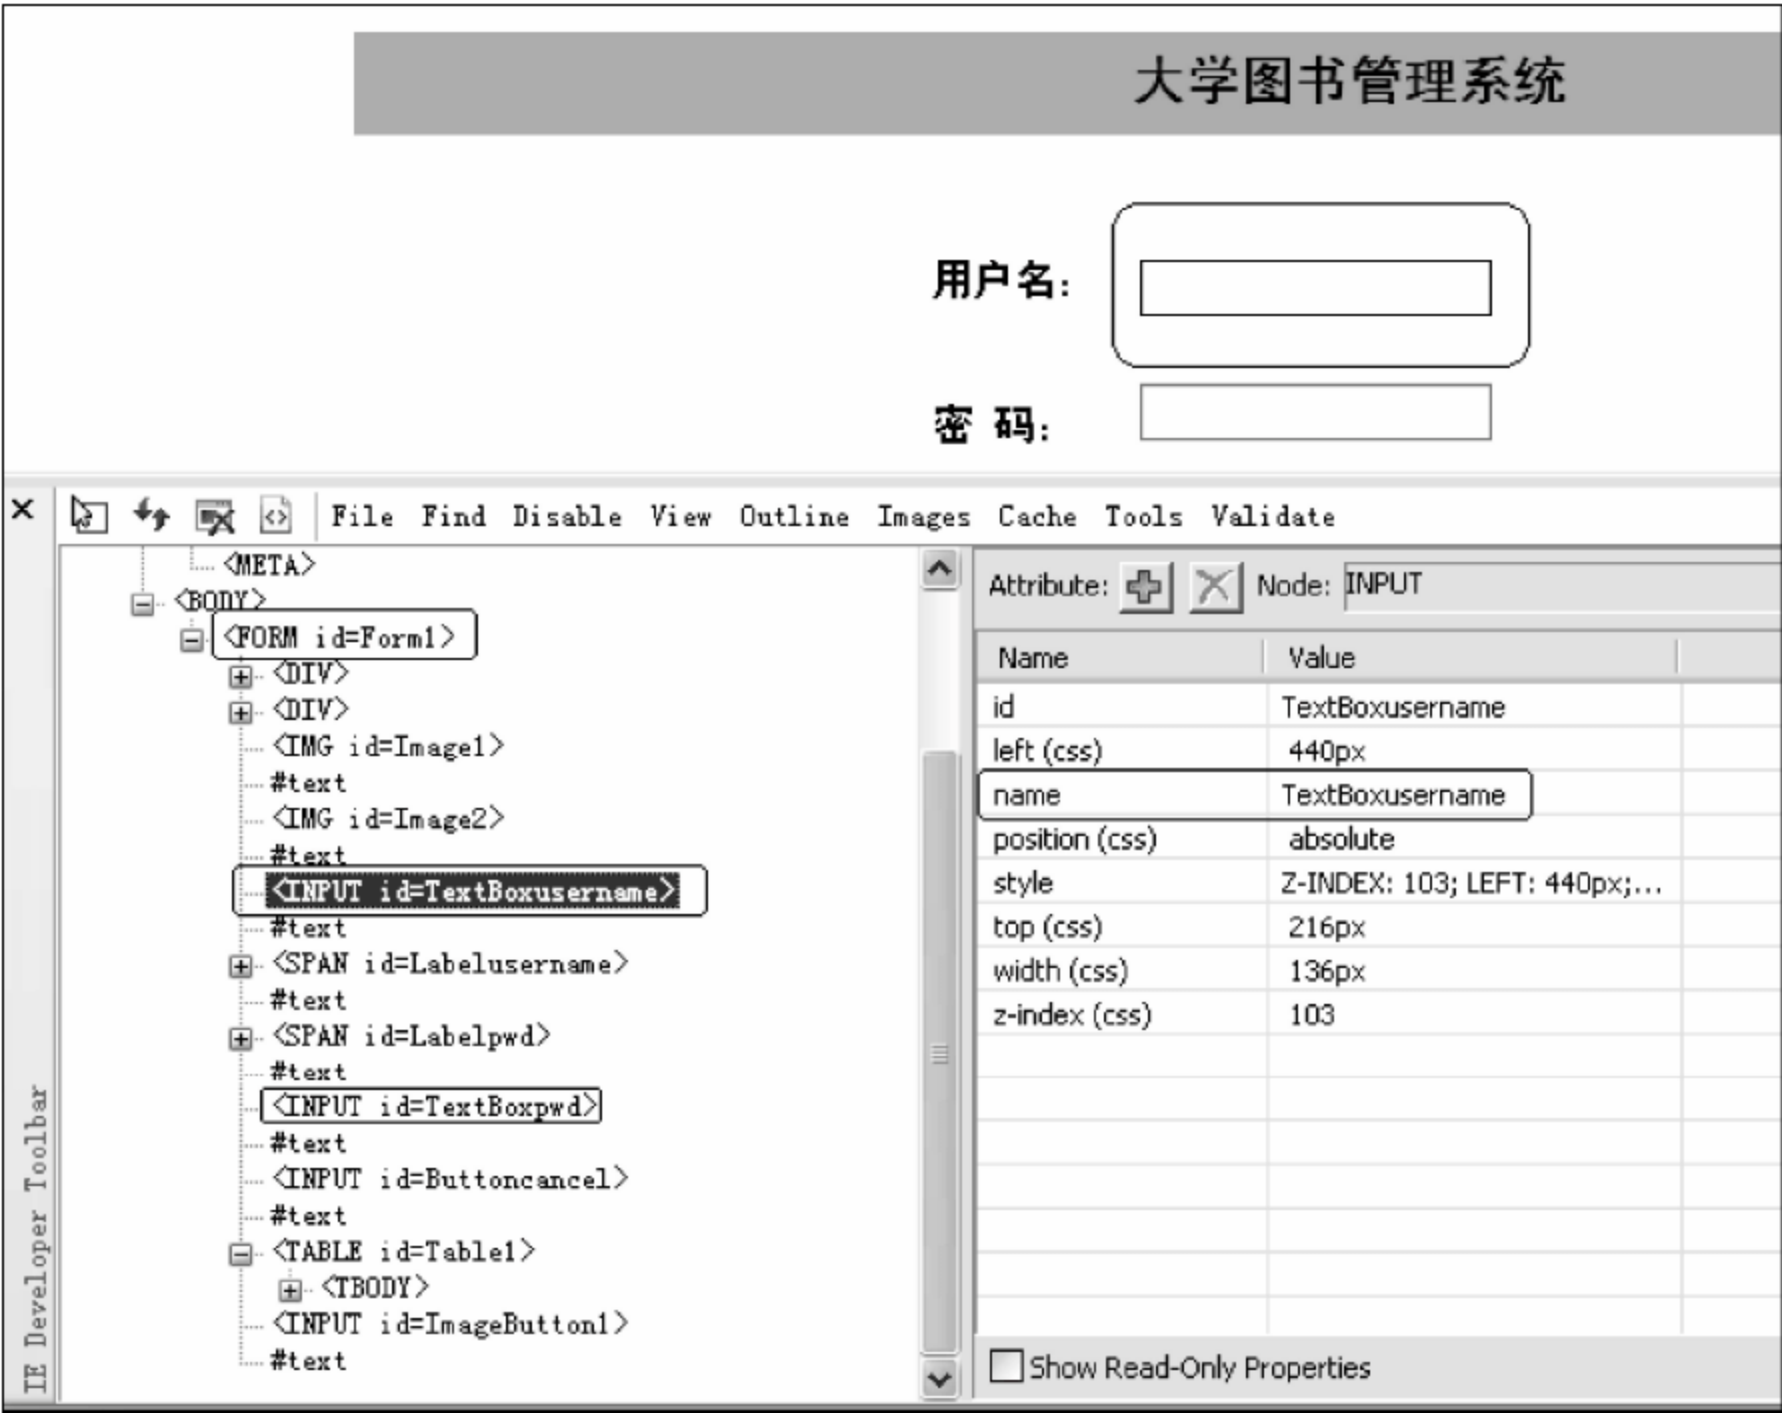 大学图书管理系统
用户名：
密 码：
File Find Disable View Outline Images Cache Tools Validate
IE Developer Toolbar
<META>
<BODY>
<FORM id=Form1>
<DIV>
<DIV>
<IMG id=Image1>
#text
<IMG id=Image2>
#text
<INPUT id=TextBoxusername>
#text
<SPAN id=Labelusername>
#text
<SPAN id=Labelpwd>
#text
<INPUT id=TextBoxpwd>
#text
<INPUT id=Buttoncancel>
#text
<TABLE id=Table1>
<TBODY>
<INPUT id=ImageButton1>
#text
Attribute: Node: INPUT
Name Value
id TextBoxusername
left (css) 440px
name TextBoxusername
position (css) absolute
style Z-INDEX: 103; LEFT: 440px;...
top (css) 216px
width (css) 136px
z-index (css) 103
Show Read-Only Properties